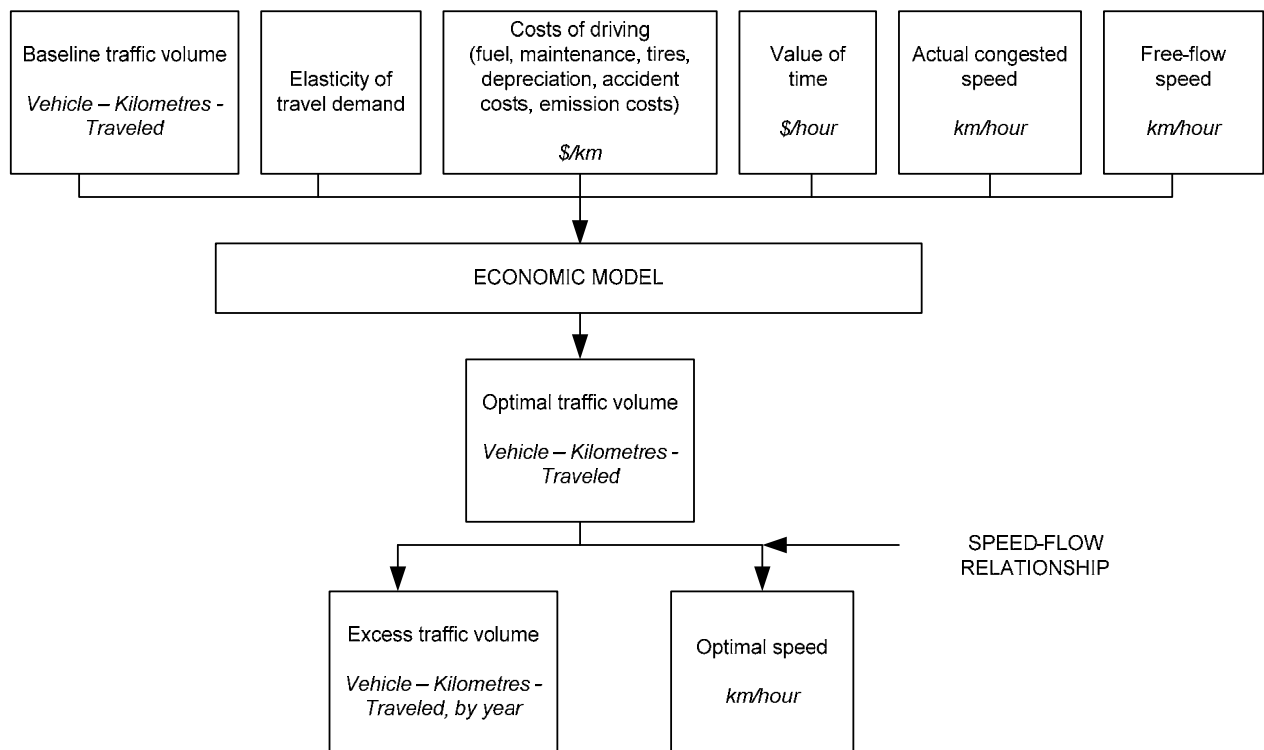 Baseline traffic volume
Vehicle – Kilometres -
Traveled
Elasticity of
travel demand
Costs of driving
(fuel, maintenance, tires,
depreciation, accident
costs, emission costs)
$/km
Value of
time
$/hour
Actual congested
speed
km/hour
Free-flow
speed
km/hour
ECONOMIC MODEL
Optimal traffic volume
Vehicle – Kilometres -
Traveled
SPEED-FLOW
RELATIONSHIP
Excess traffic volume
Vehicle – Kilometres -
Traveled, by year
Optimal speed
km/hour